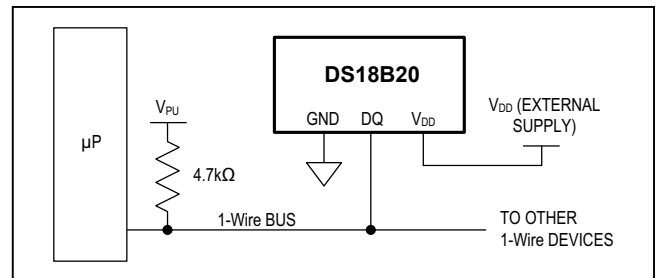 DS18B20
GND DQ VDD
VDD (EXTERNAL
SUPPLY)
µP
VPU
4.7kΩ
1-Wire BUS
TO OTHER
1-Wire DEVICES